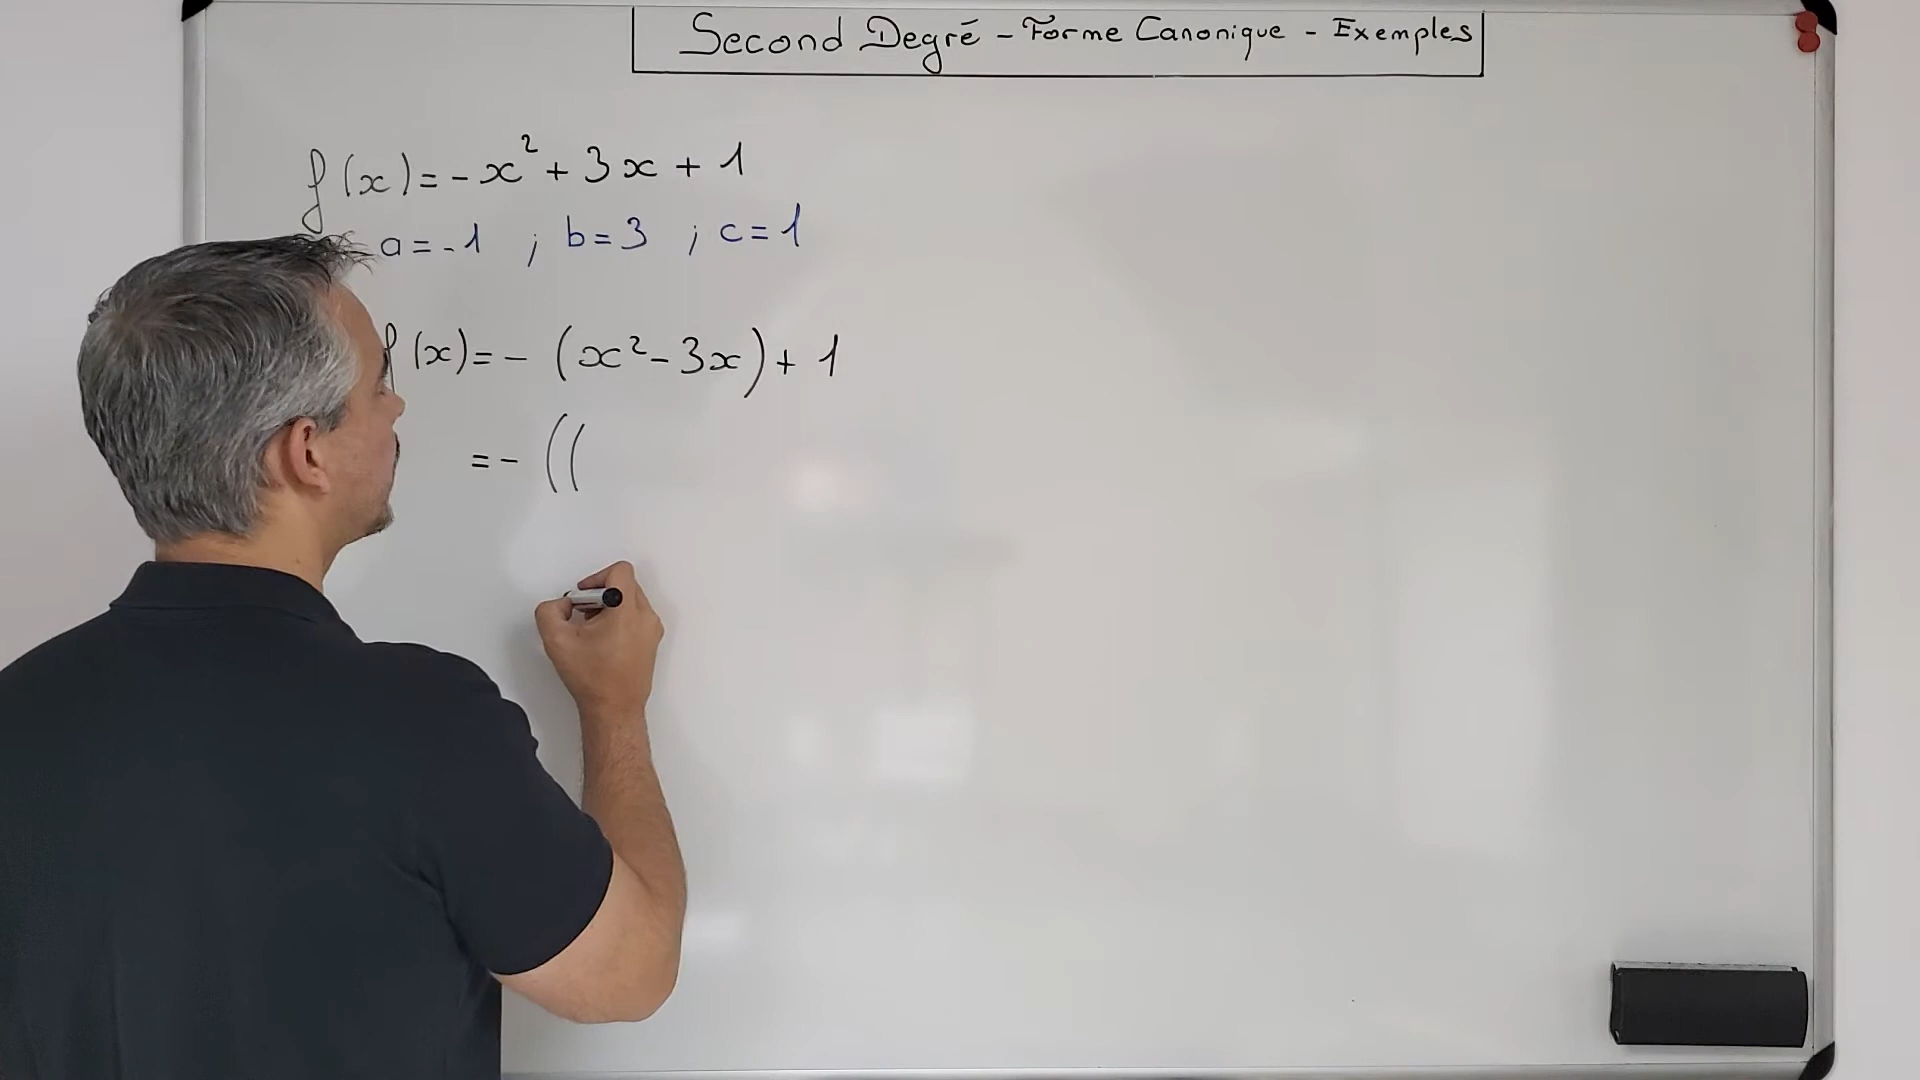 Second Degré - Forme Canonique - Exemples
f(x) = -x² + 3x + 1
a = -1 ; b = 3 ; c = 1
f(x) = - (x² - 3x) + 1
= - ((